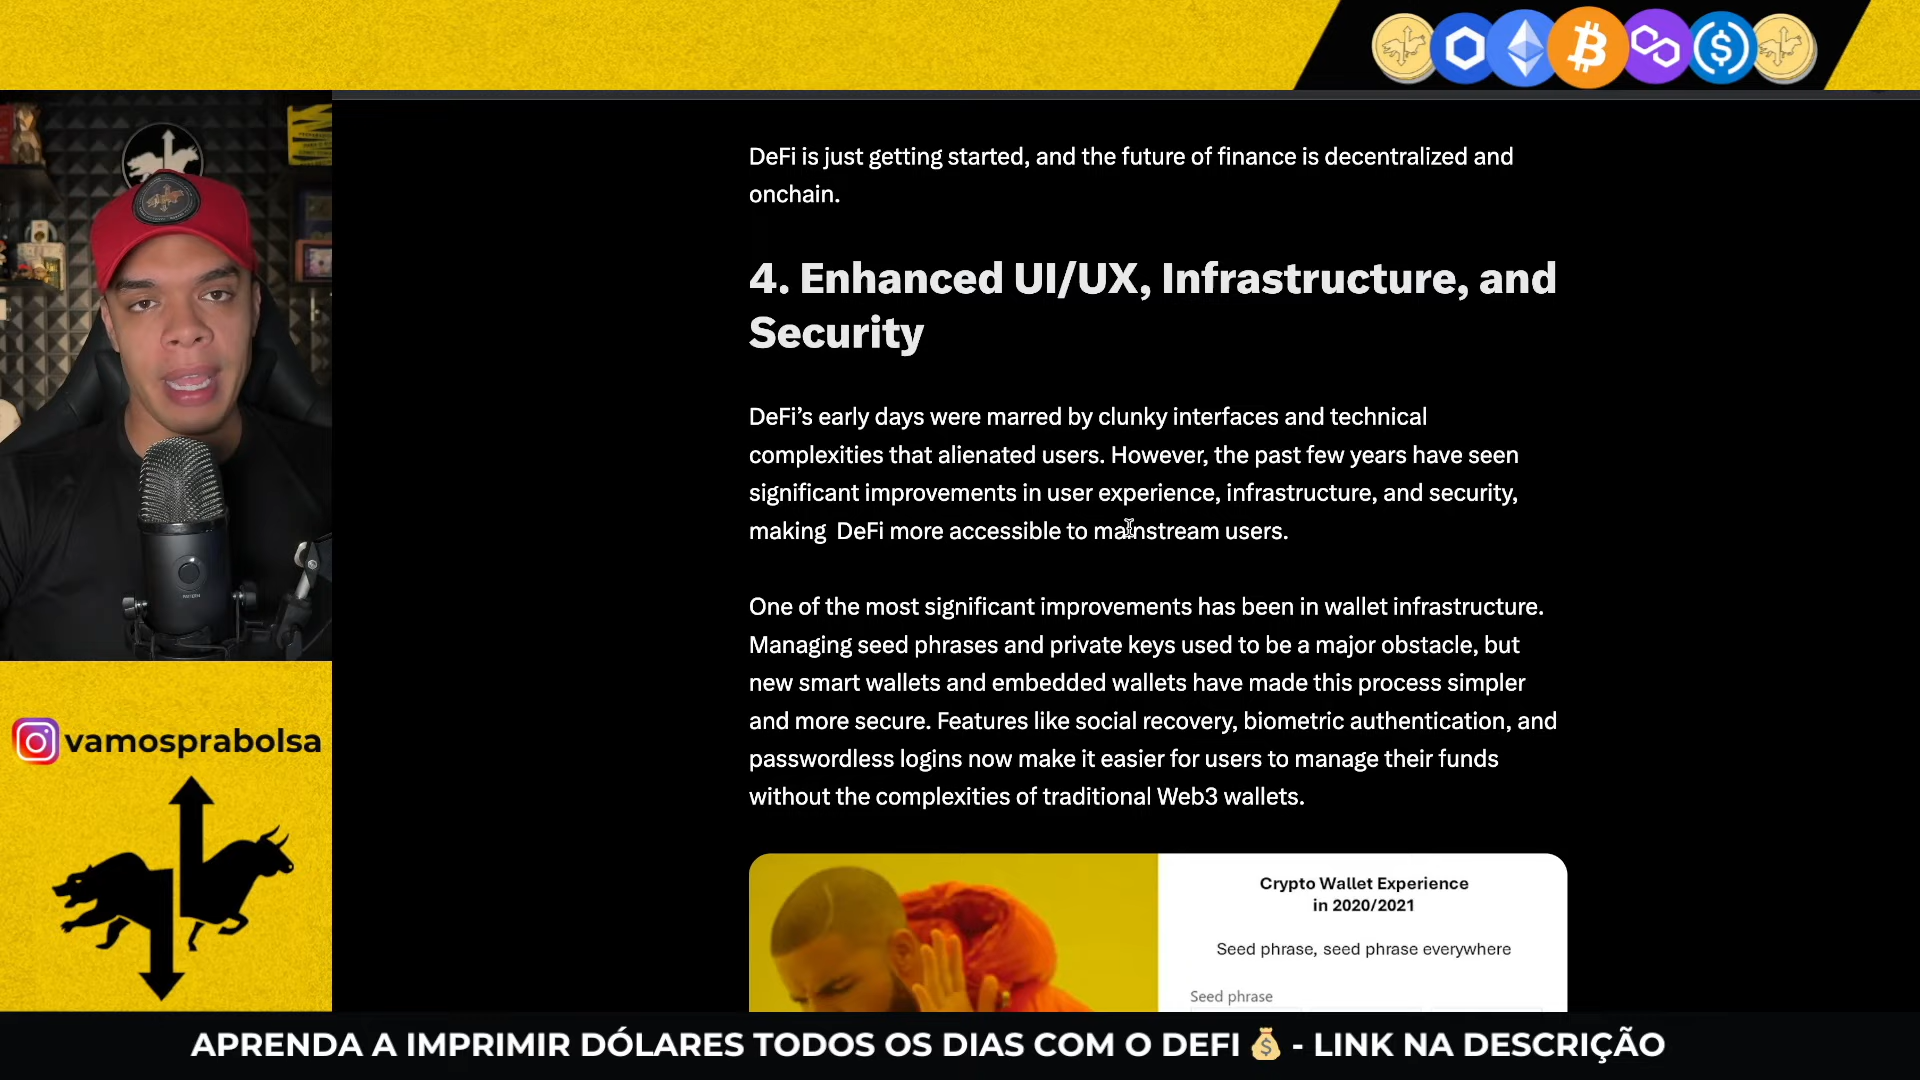 DeFi is just getting started, and the future of finance is decentralized and
onchain.
4. Enhanced UI/UX, Infrastructure, and
Security
DeFi’s early days were marred by clunky interfaces and technical
complexities that alienated users. However, the past few years have seen
significant improvements in user experience, infrastructure, and security,
making DeFi more accessible to mainstream users.
One of the most significant improvements has been in wallet infrastructure.
Managing seed phrases and private keys used to be a major obstacle, but
new smart wallets and embedded wallets have made this process simpler
and more secure. Features like social recovery, biometric authentication, and
passwordless logins now make it easier for users to manage their funds
without the complexities of traditional Web3 wallets.
Crypto Wallet Experience
in 2020/2021
Seed phrase, seed phrase everywhere
Seed phrase
vamosprabolsa
APRENDA A IMPRIMIR DÓLARES TODOS OS DIAS COM O DEFI 💰 - LINK NA DESCRIÇÃO